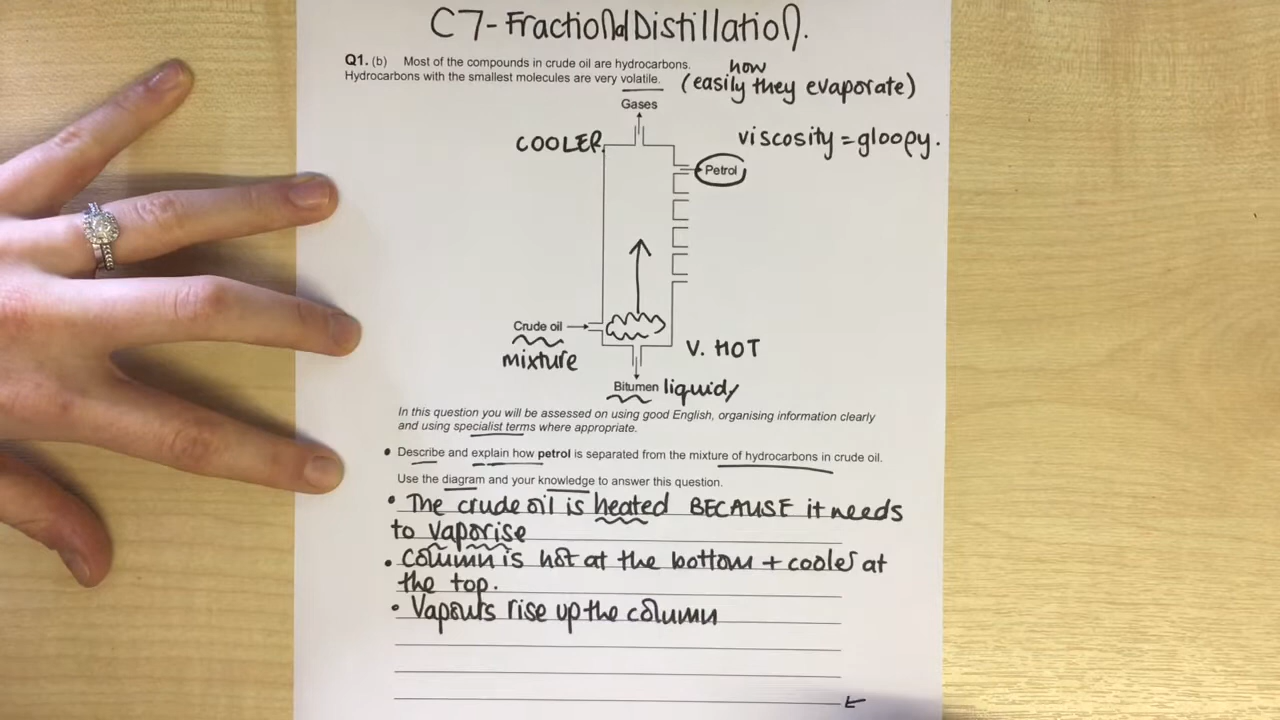 C7-Fractional Distillation.
Q1. (b) Most of the compounds in crude oil are hydrocarbons.
Hydrocarbons with the smallest molecules are very volatile.
how
(easily they evaporate)
Gases
COOLER.
viscosity = gloopy.
Petrol
Crude oil
mixture
V. HOT
Bitumen liquid
In this question you will be assessed on using good English, organising information clearly
and using specialist terms where appropriate.
• Describe and explain how petrol is separated from the mixture of hydrocarbons in crude oil.
Use the diagram and your knowledge to answer this question.
• The crude oil is heated BECAUSE it needs
to vaporise
• column is hot at the bottom + cooler at
the top.
• Vapours rise up the column